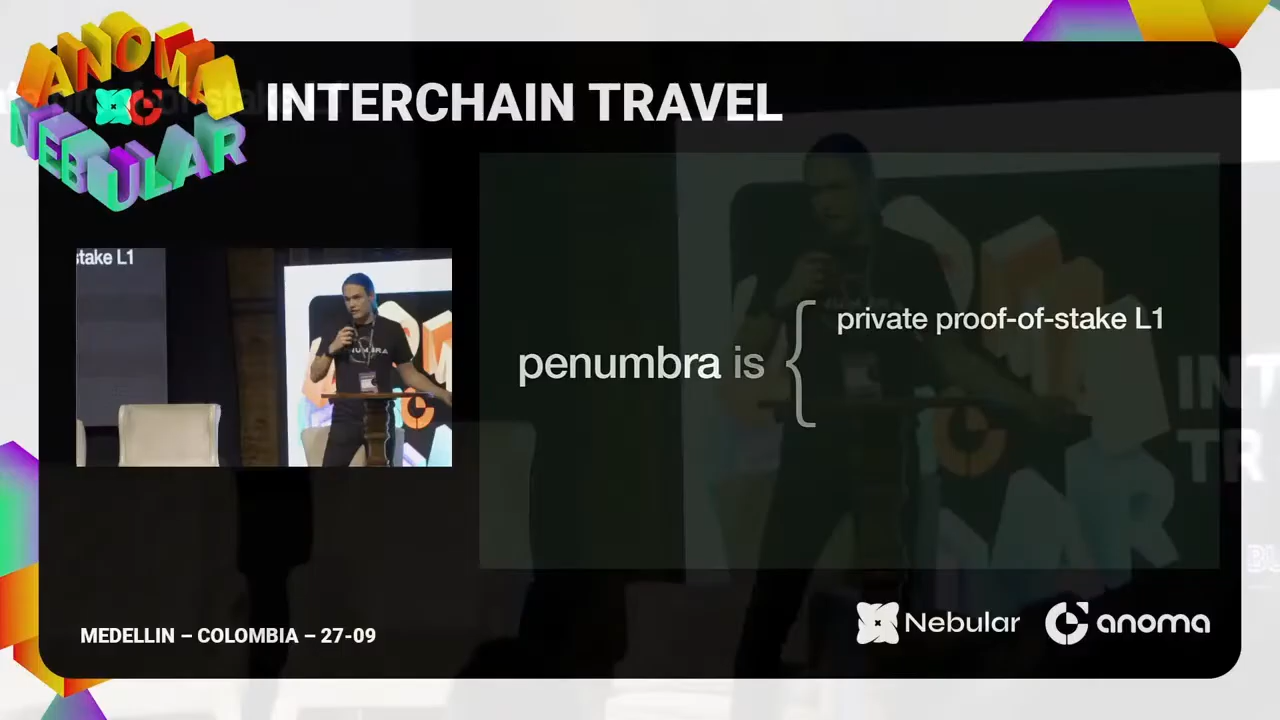 ANOMA
NEBULAR
INTERCHAIN TRAVEL
stake L1
penumbra is
private proof-of-stake L1
MEDELLIN – COLOMBIA – 27-09
Nebular
anoma